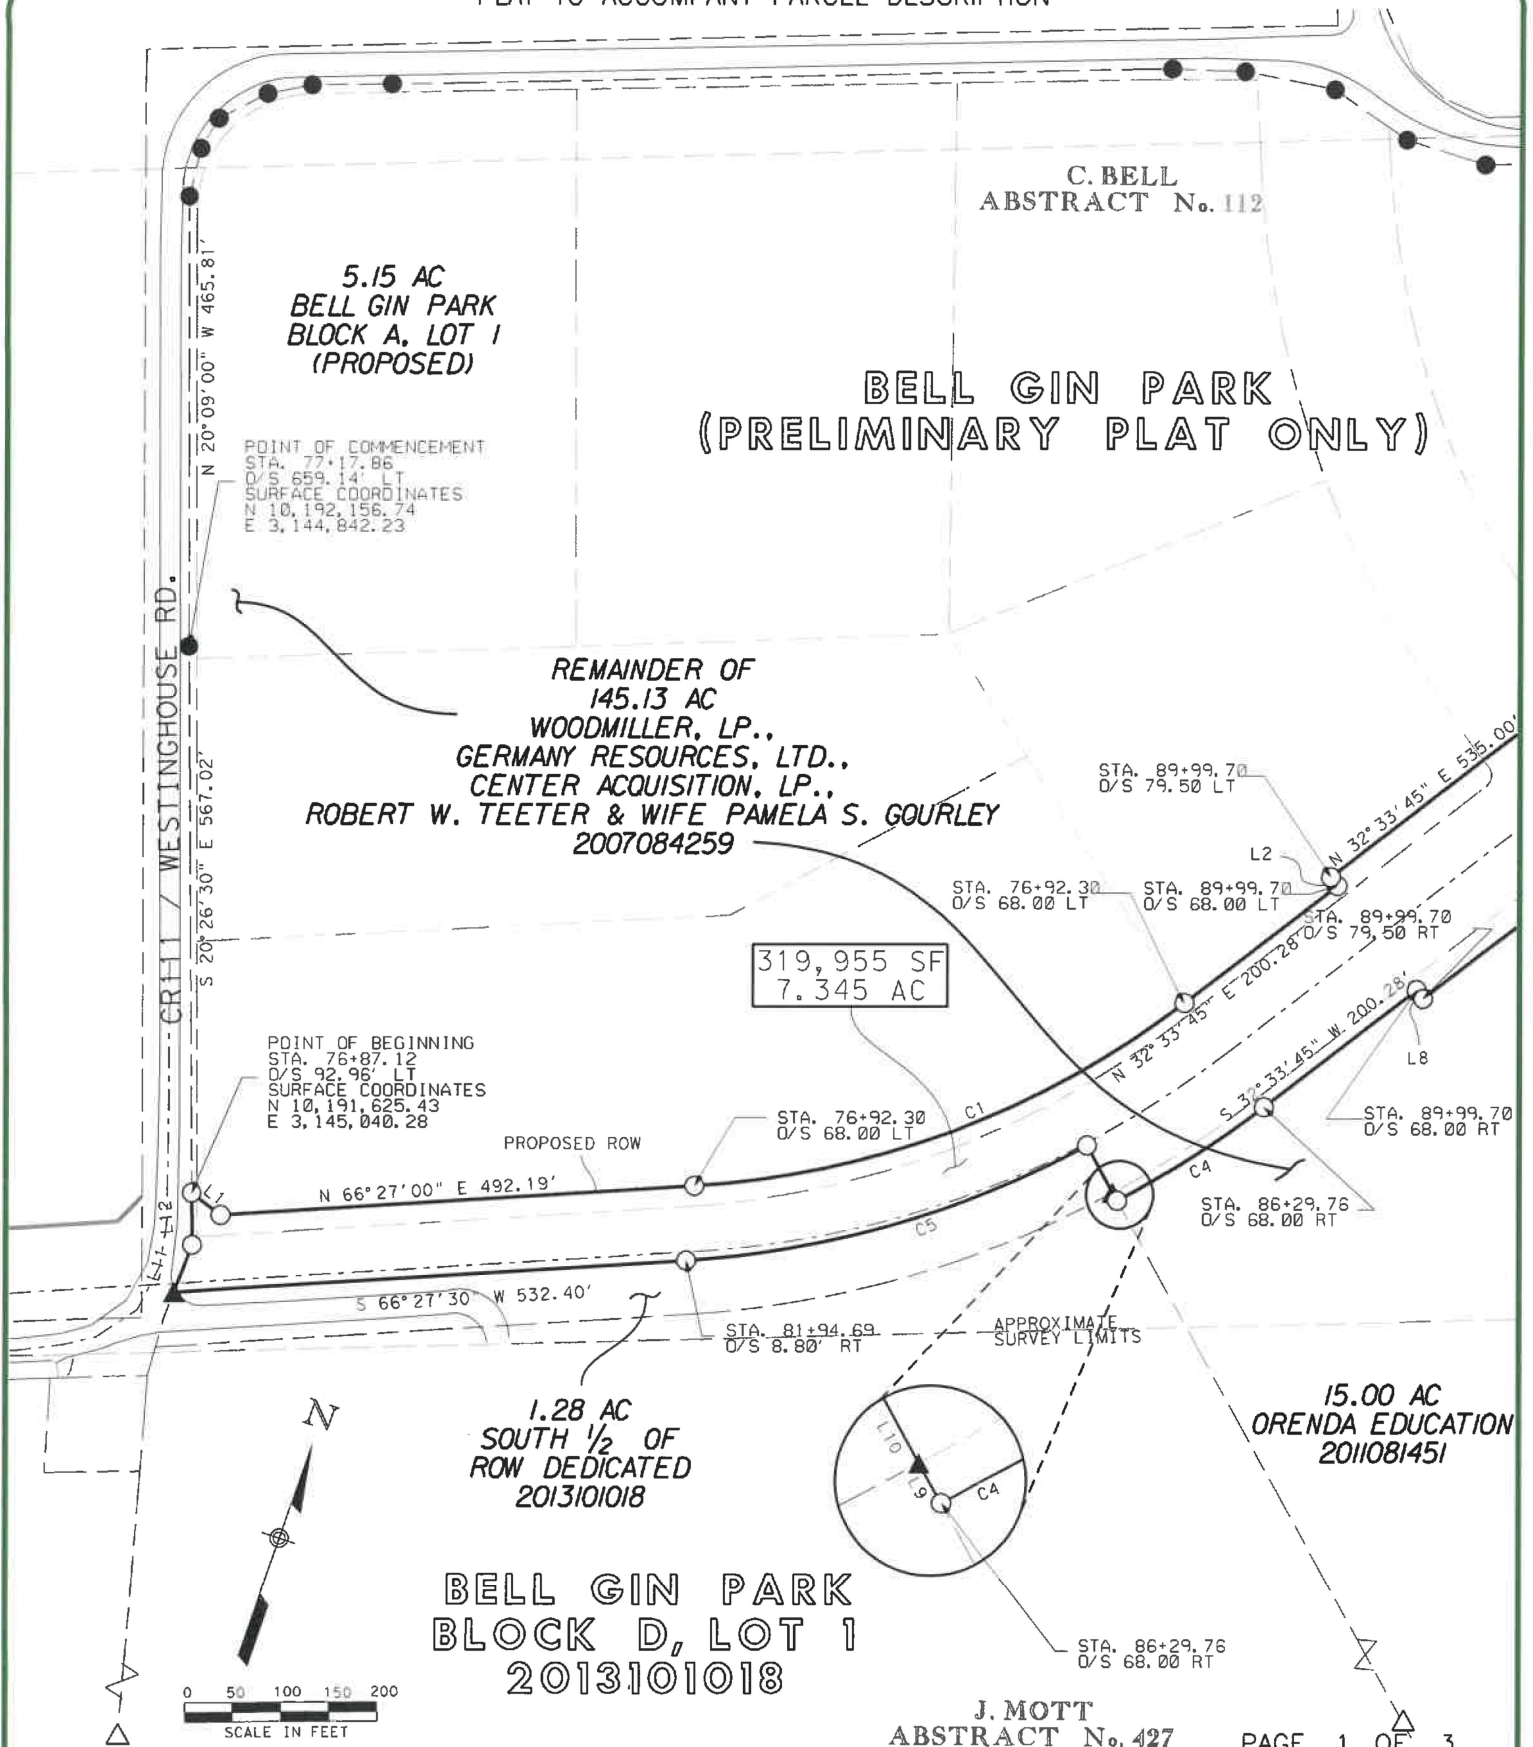 PLAT TO ACCOMPANY PARCEL DESCRIPTION
C. BELL
ABSTRACT No. 112
N 20°09'00" W 465.81'
5.15 AC
BELL GIN PARK
BLOCK A, LOT 1
(PROPOSED)
BELL GIN PARK
(PRELIMINARY PLAT ONLY)
POINT OF COMMENCEMENT
STA. 77+17.86
O/S 659.14' LT
SURFACE COORDINATES
N 10,192,156.74
E 3,144,842.23
CR111 / WESTINGHOUSE RD.
S 20°26'30" E 567.02'
REMAINDER OF
145.13 AC
WOODMILLER, LP.,
GERMANY RESOURCES, LTD.,
CENTER ACQUISITION, LP.,
ROBERT W. TEETER & WIFE PAMELA S. GOURLEY
2007084259
STA. 89+99.70
O/S 79.50 LT
N 32°33'45" E 535.00'
L2
STA. 76+92.30
O/S 68.00 LT
STA. 89+99.70
O/S 68.00 LT
STA. 89+99.70
O/S 79.50 RT
319,955 SF
7.345 AC
N 32°33'45" E 200.28'
S 32°33'45" W 200.28'
L8
POINT OF BEGINNING
STA. 76+87.12
O/S 92.96' LT
SURFACE COORDINATES
N 10,191,625.43
E 3,145,040.28
STA. 76+92.30
O/S 68.00 LT
C1
STA. 89+99.70
O/S 68.00 RT
PROPOSED ROW
L1
N 66°27'00" E 492.19'
C4
STA. 86+29.76
O/S 68.00 RT
L12
L11
C5
S 66°27'30" W 532.40'
STA. 81+94.69
O/S 8.80' RT
APPROXIMATE
SURVEY LIMITS
1.28 AC
SOUTH ½ OF
ROW DEDICATED
2013101018
15.00 AC
ORENDA EDUCATION
2011081451
N
L10
L9
C4
BELL GIN PARK
BLOCK D, LOT 1
2013101018
STA. 86+29.76
O/S 68.00 RT
0 50 100 150 200
SCALE IN FEET
J. MOTT
ABSTRACT No. 427
PAGE 1 OF 3